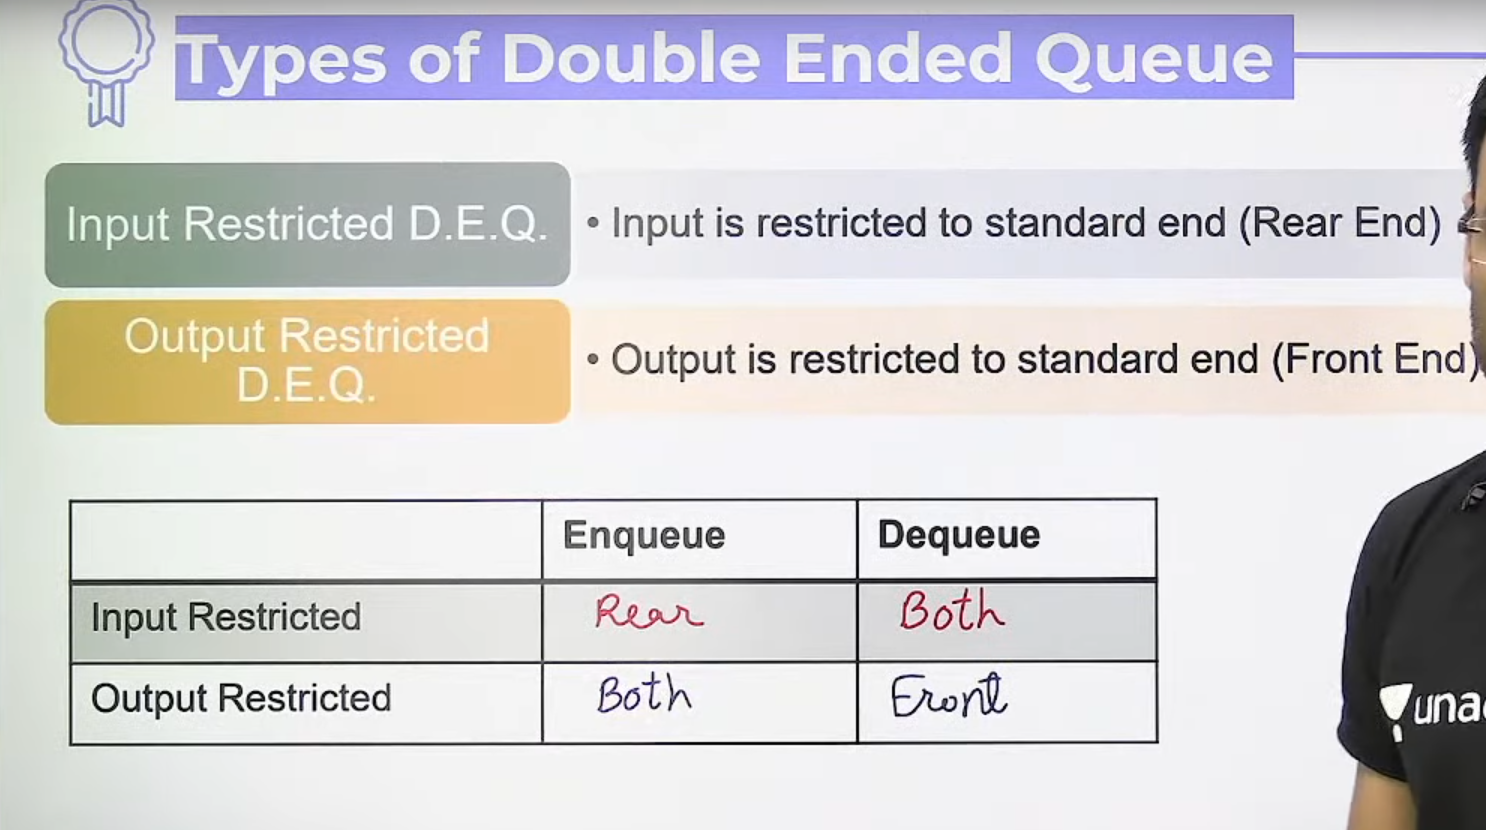 Types of Double Ended Queue
Input Restricted D.E.Q.
• Input is restricted to standard end (Rear End)
Output Restricted
D.E.Q.
• Output is restricted to standard end (Front End)
Enqueue Dequeue
Input Restricted Rear Both
Output Restricted Both Front
una